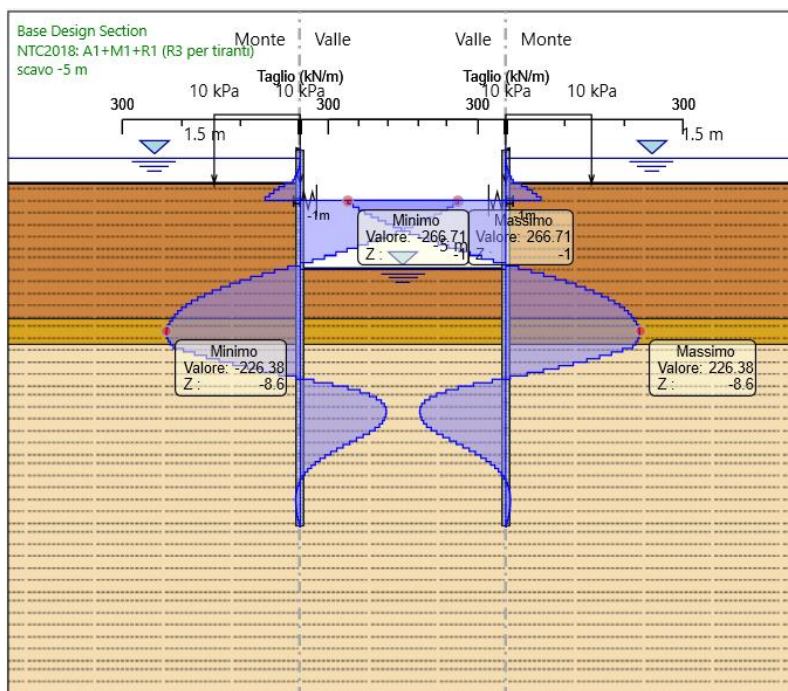 Base Design Section
NTC2018: A1+M1+R1 (R3 per tiranti)
scavo -5 m
Monte
Valle
Valle
Monte
Taglio (kN/m)
Taglio (kN/m)
300
10 kPa
10 kPa
300
300
10 kPa
10 kPa
300
1.5 m
1.5 m
-1m
-1m
Minimo
Valore: -266.71
Z : -1
Massimo
Valore: 266.71
Z : -1
-5 m
Minimo
Valore: -226.38
Z : -8.6
Massimo
Valore: 226.38
Z : -8.6